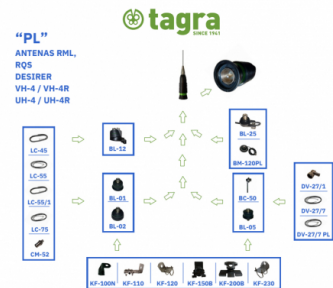 tagra
SINCE 1961
“PL”
ANTENAS RML,
RQS
DESIRER
VH-4 / VH-4R
UH-4 / UH-4R
LC-45
LC-55
LC-55/1
LC-75
CM-52
BL-12
BL-01
BL-02
BL-25
BM-120PL
BC-50
BL-05
DV-27/1
DV-27/7
DV-27/7 PL
KF-100N
KF-110
KF-120
KF-150B
KF-200B
KF-230